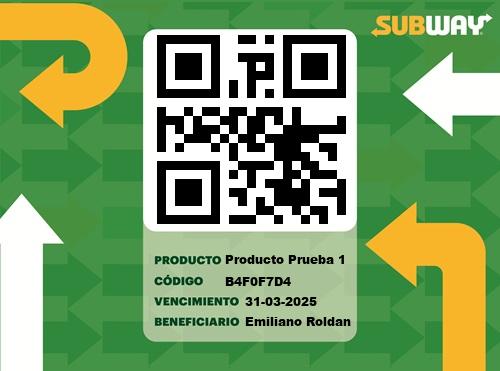 SUBWAY
PRODUCTO Producto Prueba 1
CÓDIGO B4F0F7D4
VENCIMIENTO 31-03-2025
BENEFICIARIO Emiliano Roldan